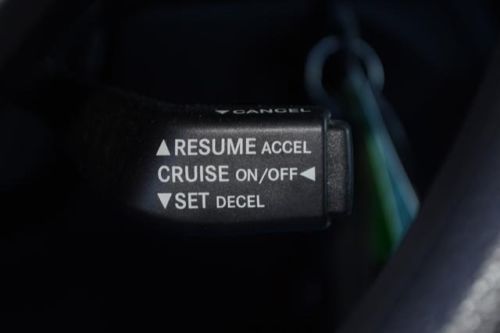 ▼CANCEL
▲RESUME ACCEL
CRUISE ON/OFF◀
▼SET DECEL